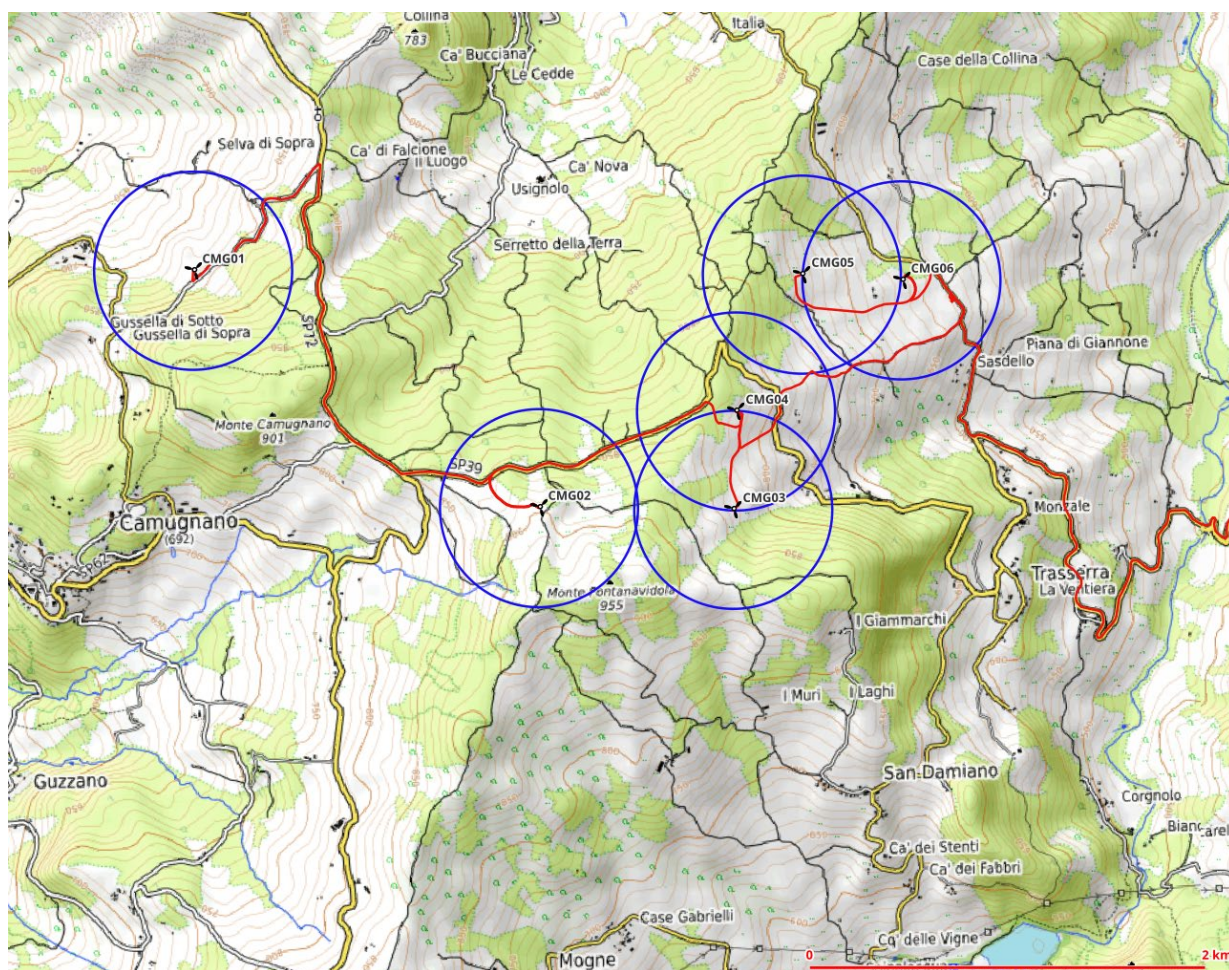 Collina
783
Italia
Ca' Bucciana
Le Cedde
Case della Collina
Selva di Sopra
Ca' di Falcione
Il Luogo
Ca' Nova
Usignolo
Serretto della Terra
CMG01
CMG05
CMG06
Gussella di Sotto
Gussella di Sopra
SP72
Piana di Giannone
Sasdello
CMG04
Monte Camugnano
901
SP39
CMG02
CMG03
Camugnano
(692)
SP62
Monzale
Trasserra
La Ventiera
Monte Fontanavidola
955
I Giammarchi
I Muri
I Laghi
Guzzano
San Damiano
Corgnolo
Ca' dei Stenti
Ca' dei Fabbri
Case Gabrielli
Mogne
0
2 km